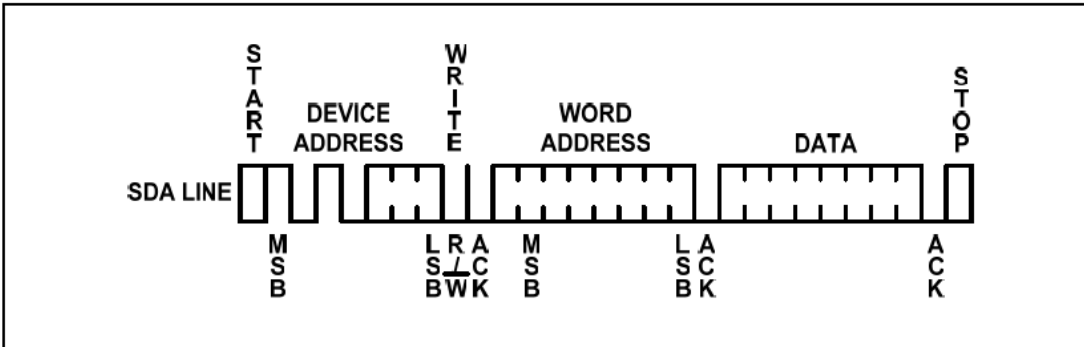 START
WRITE
STOP
DEVICE
ADDRESS
WORD
ADDRESS
DATA
SDA LINE
MSB
LSB
R/W
ACK
MSB
LSB
ACK
ACK